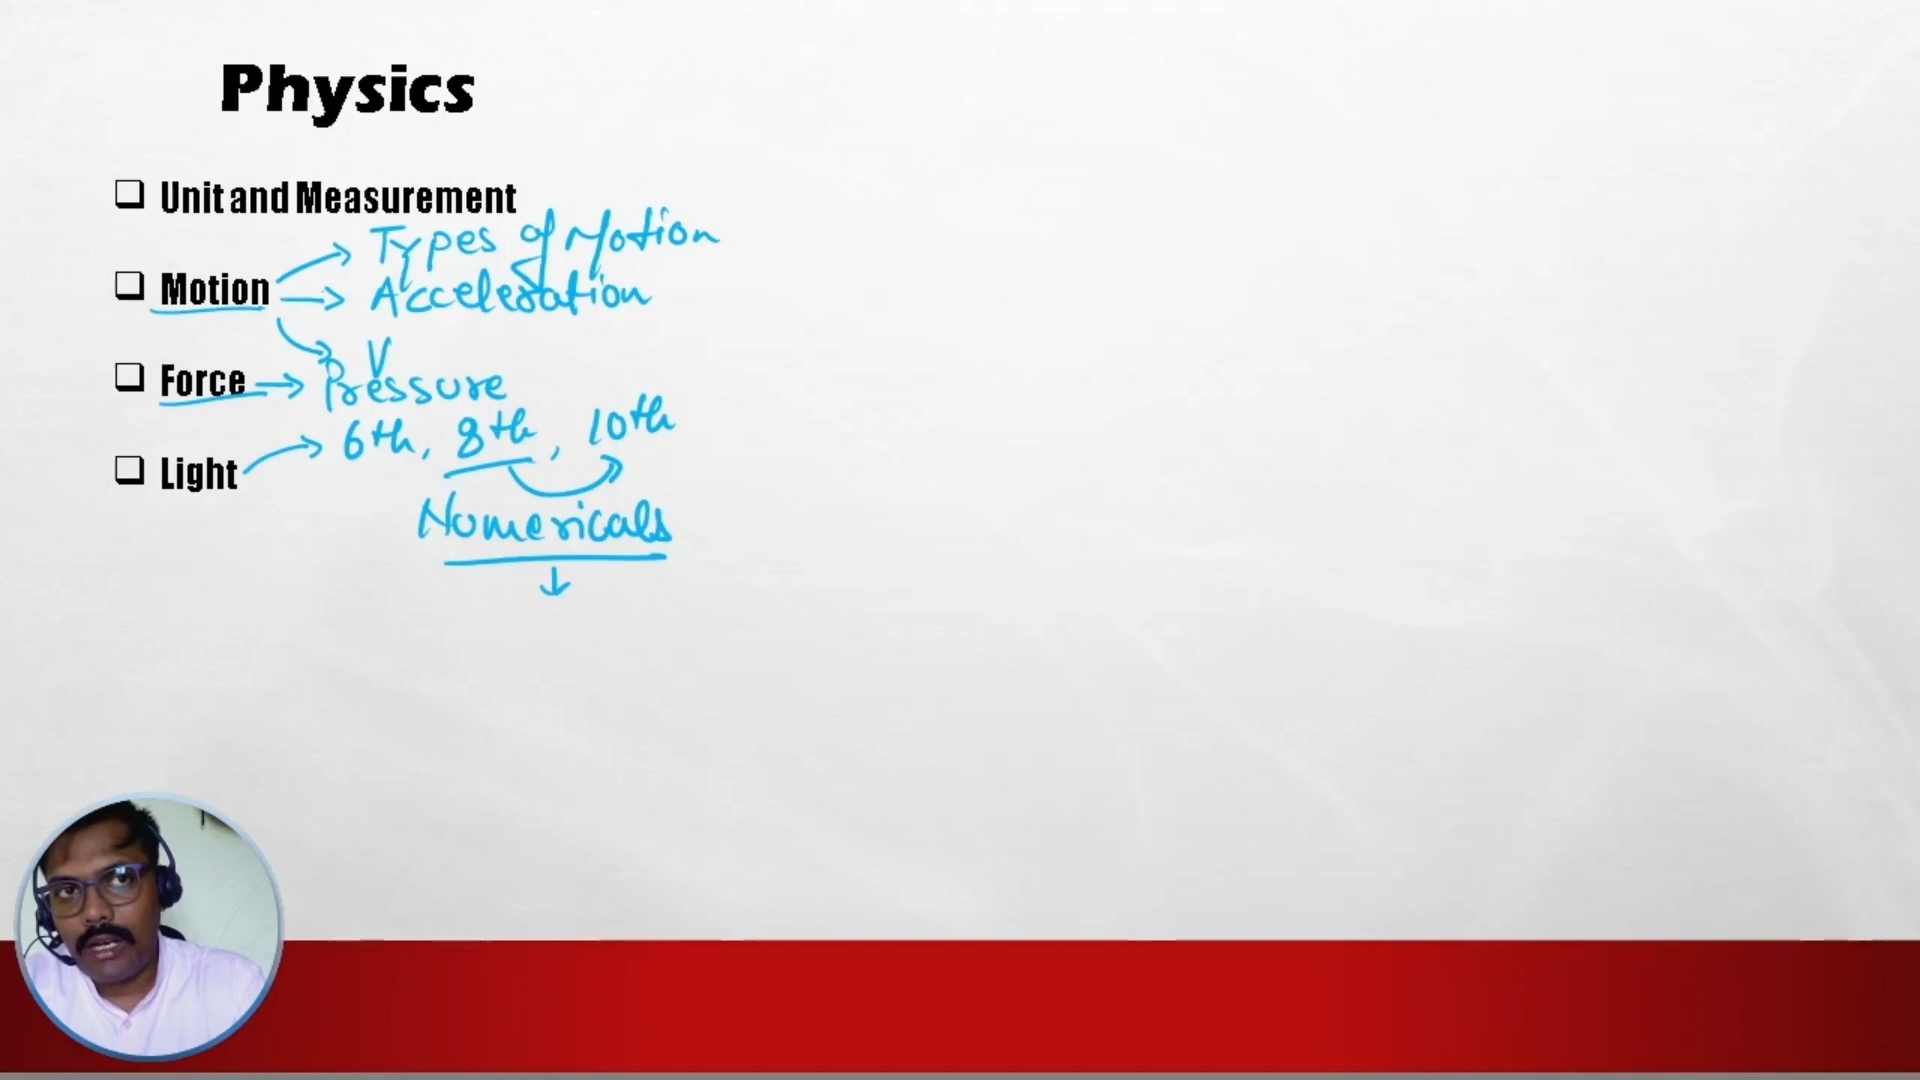 Physics
Unit and Measurement
Types of Motion
Motion
Acceleration
V
Force
Pressure
6th, 8th, 10th
Light
Numericals